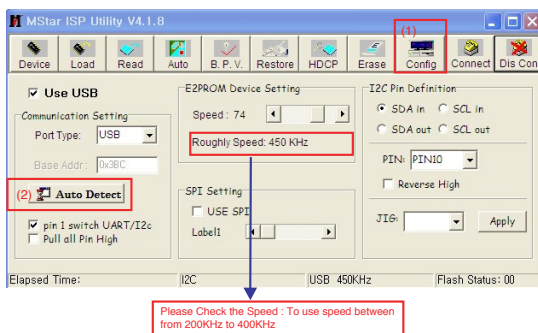 MStar ISP Utility V4.1.8
(1)
Device Load Read Auto B. P. V. Restore HDCP Erase Config Connect Dis Con
Use USB
Communication Setting
Port Type: USB
Base Addr: 0x3BC
(2) Auto Detect
pin 1 switch UART/I2c
Pull all Pin High
E2PROM Device Setting
Speed: 74
Roughly Speed: 450 KHz
SPI Setting
USE SPI
Label1
I2C Pin Definition
SDA in SCL in
SDA out SCL out
PIN: PIN10
Reverse High
JIG: Apply
Elapsed Time: I2C USB 450KHz Flash Status: 00
Please Check the Speed : To use speed between
from 200KHz to 400KHz